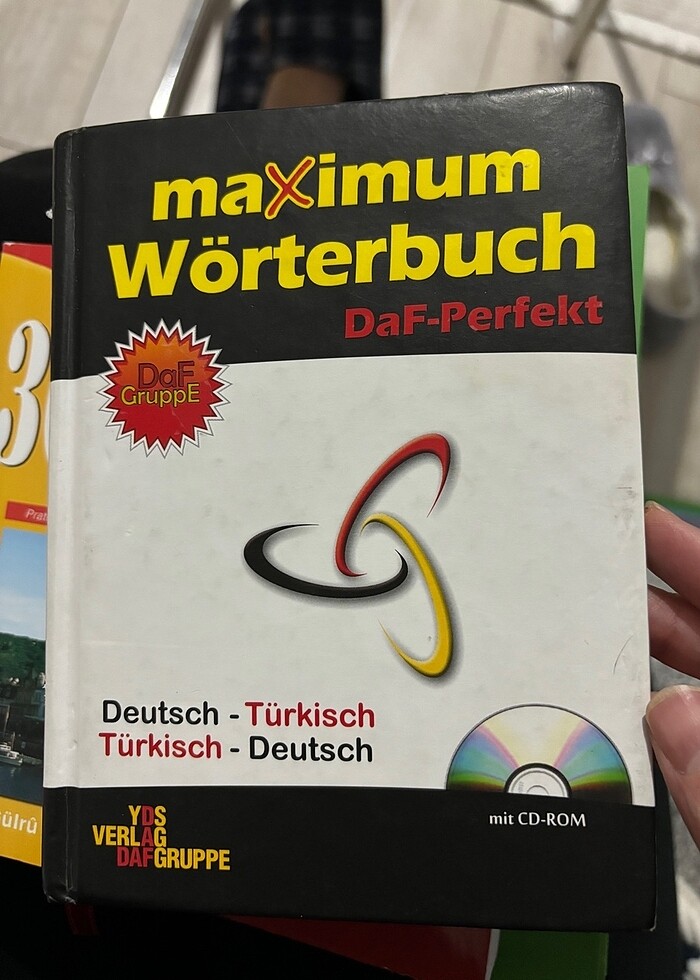 maximum
Wörterbuch
DaF-Perfekt
DaF
GruppE
Deutsch - Türkisch
Türkisch - Deutsch
mit CD-ROM
YDS
VERLAG
DAFGRUPPE